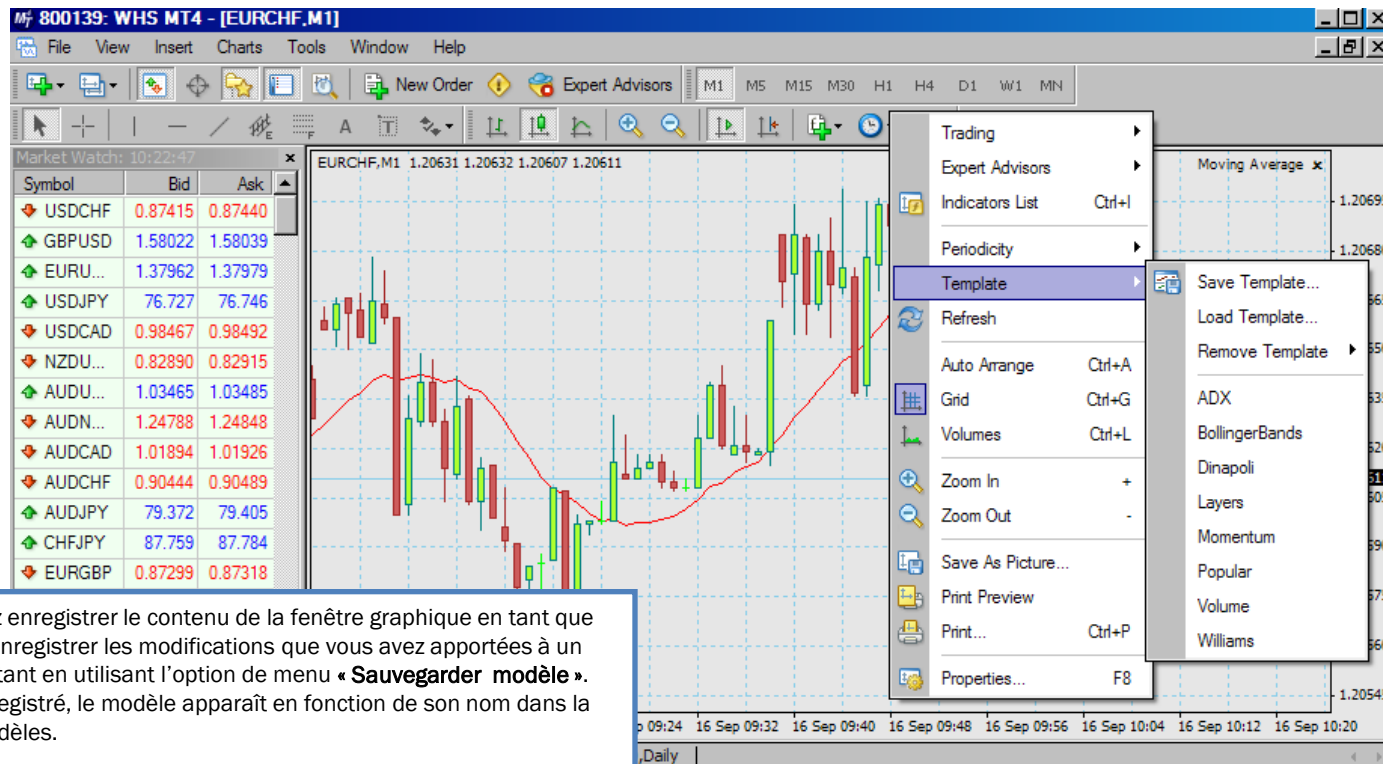 800139: WHS MT4 - [EURCHF,M1]
File View Insert Charts Tools Window Help
New Order Expert Advisors M1 M5 M15 M30 H1 H4 D1 W1 MN
A T
Market Watch: 10:22:47
Symbol Bid Ask
USDCHF 0.87415 0.87440
GBPUSD 1.58022 1.58039
EURU... 1.37962 1.37979
USDJPY 76.727 76.746
USDCAD 0.98467 0.98492
NZDU... 0.82890 0.82915
AUDU... 1.03465 1.03485
AUDN... 1.24788 1.24848
AUDCAD 1.01894 1.01926
AUDCHF 0.90444 0.90489
AUDJPY 79.372 79.405
CHFJPY 87.759 87.784
EURGBP 0.87299 0.87318
EURCHF,M1 1.20631 1.20632 1.20607 1.20611
Moving Average
Trading
Expert Advisors
Indicators List Ctrl+I
Periodicity
Template
Refresh
Auto Arrange Ctrl+A
Grid Ctrl+G
Volumes Ctrl+L
Zoom In +
Zoom Out -
Save As Picture...
Print Preview
Print... Ctrl+P
Properties... F8
Save Template...
Load Template...
Remove Template
ADX
BollingerBands
Dinapoli
Layers
Momentum
Popular
Volume
Williams
enregistrer le contenu de la fenêtre graphique en tant que
nregistrer les modifications que vous avez apportées à un
tant en utilisant l’option de menu « Sauvegarder modèle ».
egistré, le modèle apparaît en fonction de son nom dans la
dèles.
09:24 16 Sep 09:32 16 Sep 09:40 16 Sep 09:48 16 Sep 09:56 16 Sep 10:04 16 Sep 10:12 16 Sep 10:20
,Daily